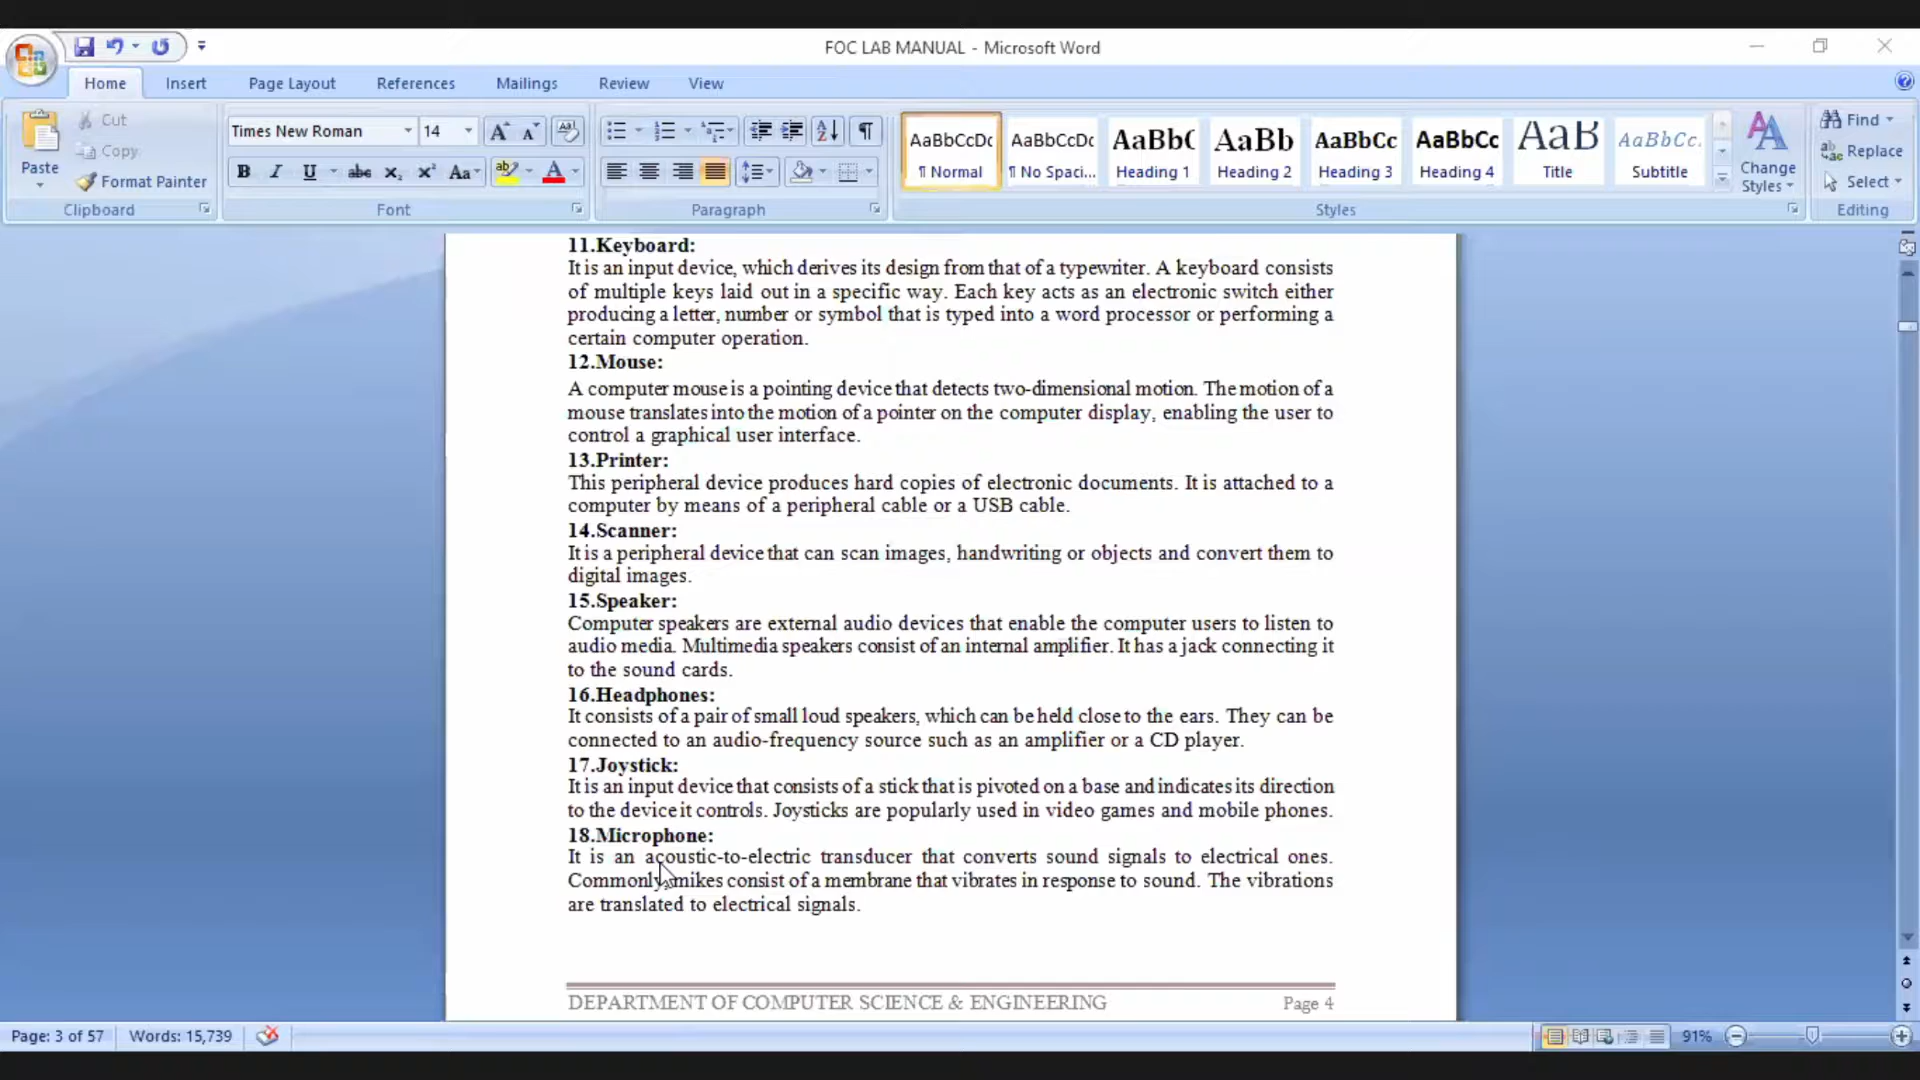 FOC LAB MANUAL - Microsoft Word
Home Insert Page Layout References Mailings Review View
Paste
Cut
Copy
Format Painter
Clipboard
Times New Roman 14
Font
Paragraph
AaBbCcDc AaBbCcDc AaBbC AaBb AaBbCc AaBbCc AaB AaBbCc.
¶ Normal ¶ No Spaci... Heading 1 Heading 2 Heading 3 Heading 4 Title Subtitle
Styles
Change
Styles
Find
Replace
Select
Editing
11.Keyboard:
It is an input device, which derives its design from that of a typewriter. A keyboard consists
of multiple keys laid out in a specific way. Each key acts as an electronic switch either
producing a letter, number or symbol that is typed into a word processor or performing a
certain computer operation.
12.Mouse:
A computer mouse is a pointing device that detects two-dimensional motion. The motion of a
mouse translates into the motion of a pointer on the computer display, enabling the user to
control a graphical user interface.
13.Printer:
This peripheral device produces hard copies of electronic documents. It is attached to a
computer by means of a peripheral cable or a USB cable.
14.Scanner:
It is a peripheral device that can scan images, handwriting or objects and convert them to
digital images.
15.Speaker:
Computer speakers are external audio devices that enable the computer users to listen to
audio media. Multimedia speakers consist of an internal amplifier. It has a jack connecting it
to the sound cards.
16.Headphones:
It consists of a pair of small loud speakers, which can be held close to the ears. They can be
connected to an audio-frequency source such as an amplifier or a CD player.
17.Joystick:
It is an input device that consists of a stick that is pivoted on a base and indicates its direction
to the device it controls. Joysticks are popularly used in video games and mobile phones.
18.Microphone:
It is an acoustic-to-electric transducer that converts sound signals to electrical ones.
Commonly mikes consist of a membrane that vibrates in response to sound. The vibrations
are translated to electrical signals.
DEPARTMENT OF COMPUTER SCIENCE & ENGINEERING Page 4
Page: 3 of 57 Words: 15,739 91%